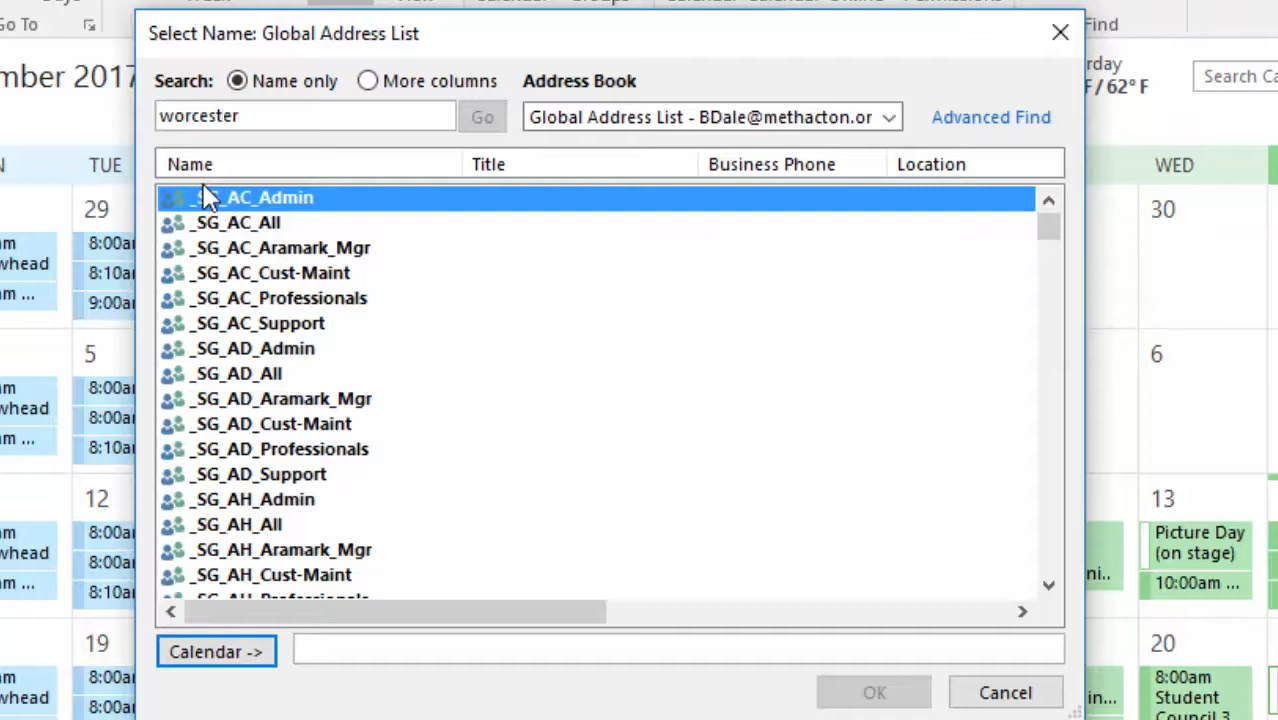 Week
Go To
Find
Select Name: Global Address List
Search: Name only More columns Address Book
worcester Go Global Address List - BDale@methacton.or Advanced Find
Name Title Business Phone Location
_SG_AC_Admin
_SG_AC_All
_SG_AC_Aramark_Mgr
_SG_AC_Cust-Maint
_SG_AC_Professionals
_SG_AC_Support
_SG_AD_Admin
_SG_AD_All
_SG_AD_Aramark_Mgr
_SG_AD_Cust-Maint
_SG_AD_Professionals
_SG_AD_Support
_SG_AH_Admin
_SG_AH_All
_SG_AH_Aramark_Mgr
_SG_AH_Cust-Maint
_SG_AH_Professionals
Calendar ->
OK Cancel
mber 2017
TUE
29
am
whead
am ...
8:00am
8:10am
9:00am
5
am
whead
am ...
8:00am
8:00am
8:10am
12
am
whead
am ...
8:00am
8:00am
8:10am
19
am
whead
8:00am
8:00am
rday
F / 62° F
Search Ca
WED
30
6
13
Picture Day
(on stage)
10:00am ...
ni..
20
8:00am
Student
Council 3
in...